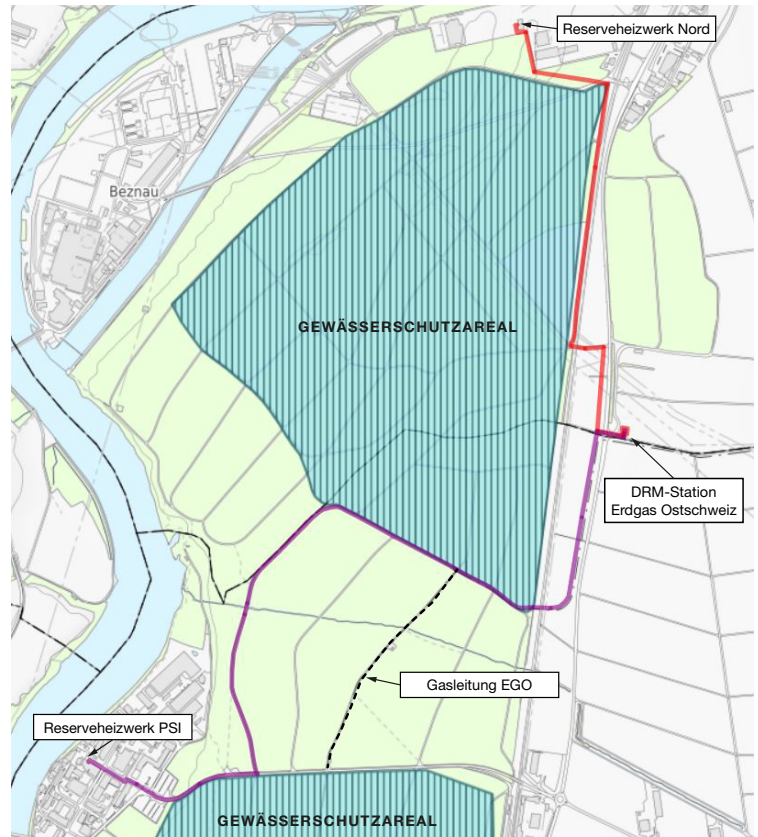 Reserveheizwerk Nord
Beznau
GEWÄSSERSCHUTZAREAL
DRM-Station
Erdgas Ostschweiz
Gasleitung EGO
Reserveheizwerk PSI
GEWÄSSERSCHUTZAREAL